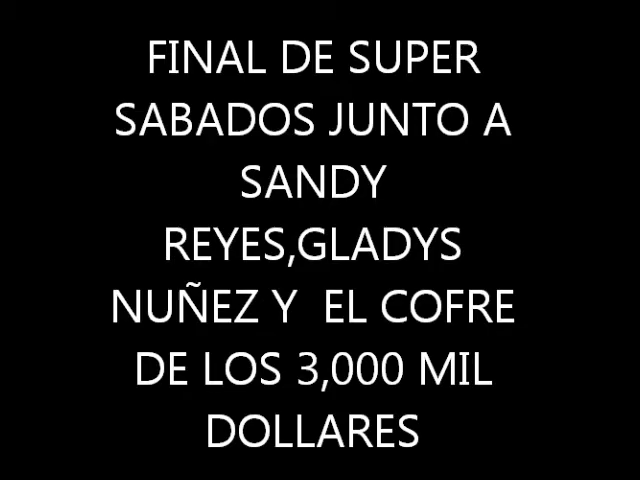 FINAL DE SUPER
SABADOS JUNTO A
SANDY
REYES,GLADYS
NUÑEZ Y  EL COFRE
DE LOS 3,000 MIL
DOLLARES